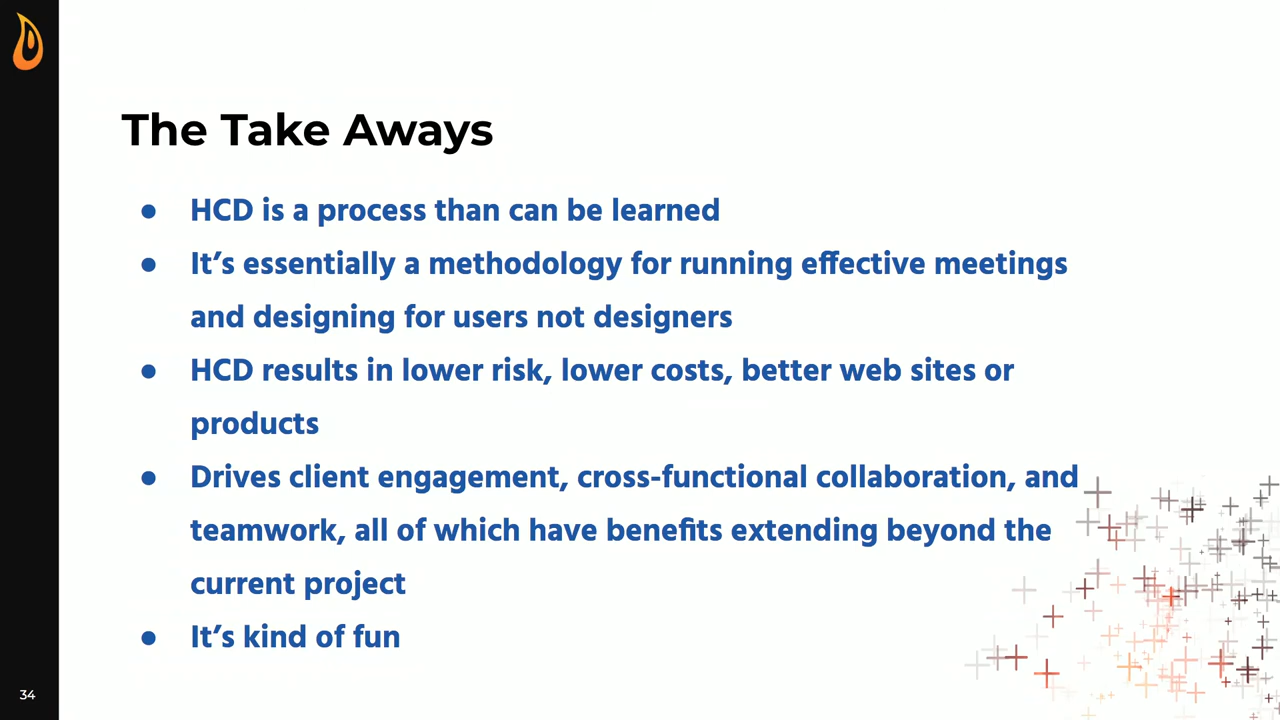 The Take Aways
● HCD is a process than can be learned
● It’s essentially a methodology for running effective meetings
and designing for users not designers
● HCD results in lower risk, lower costs, better web sites or
products
● Drives client engagement, cross-functional collaboration, and
teamwork, all of which have benefits extending beyond the
current project
● It’s kind of fun
34